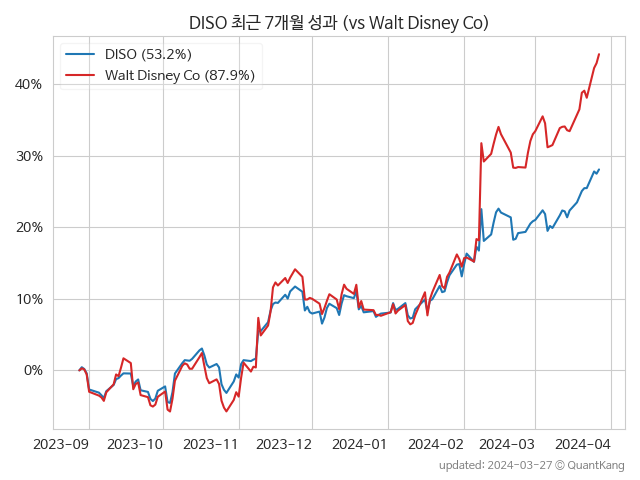 DISO 최근 7개월 성과 (vs Walt Disney Co)
DISO (53.2%)
Walt Disney Co (87.9%)
40%
30%
20%
10%
0%
2023-09 2023-10 2023-11 2023-12 2024-01 2024-02 2024-03 2024-04
updated: 2024-03-27 © QuantKang